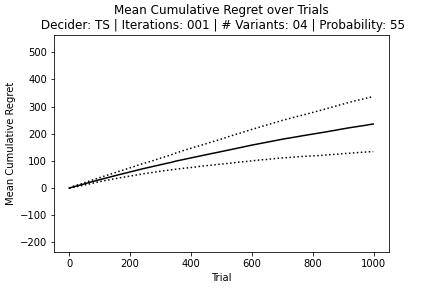 Mean Cumulative Regret over Trials
Decider: TS | Iterations: 001 | # Variants: 04 | Probability: 55
500
400
300
200
100
0
−100
−200
Mean Cumulative Regret
0 200 400 600 800 1000
Trial